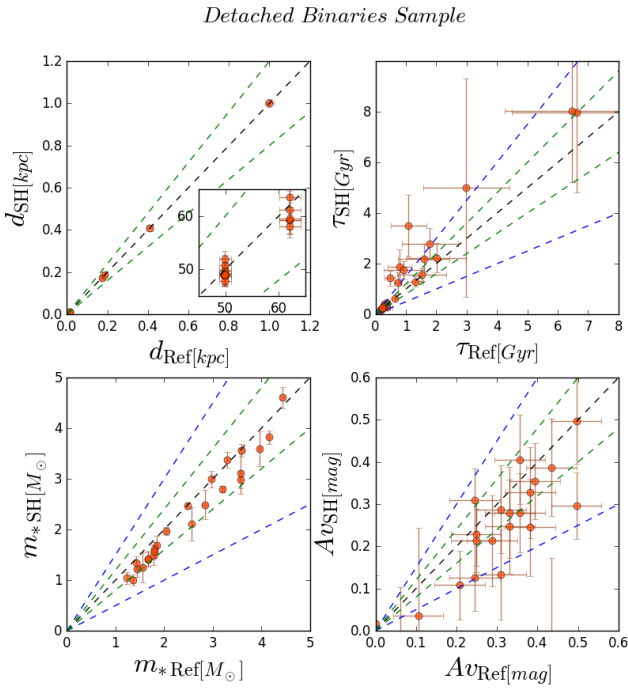 Detached Binaries Sample
1.2
1.0
0.8
0.6
0.4
0.2
0.0
d_SH[kpc]
60
50
50 60
0.0 0.2 0.4 0.6 0.8 1.0 1.2
d_Ref[kpc]
8
6
4
2
τ_SH[Gyr]
0 1 2 3 4 5 6 7 8
τ_Ref[Gyr]
5
4
3
2
1
0
m_* SH[M_⊙]
0 1 2 3 4 5
m_* Ref[M_⊙]
0.6
0.5
0.4
0.3
0.2
0.1
0.0
Av_SH[mag]
0.0 0.1 0.2 0.3 0.4 0.5 0.6
Av_Ref[mag]